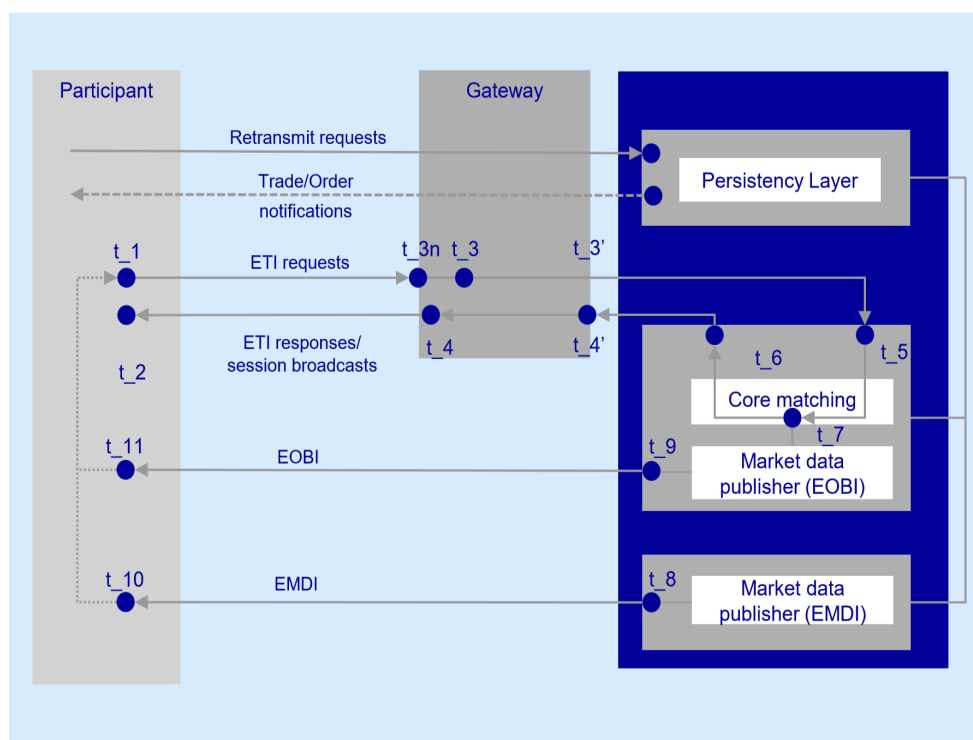 Participant
Gateway
Retransmit requests
Trade/Order
notifications
Persistency Layer
t_1
ETI requests
t_3n
t_3
t_3’
t_4
t_4’
ETI responses/
session broadcasts
t_2
t_6
t_5
Core matching
t_7
t_11
EOBI
t_9
Market data
publisher (EOBI)
t_10
EMDI
t_8
Market data
publisher (EMDI)